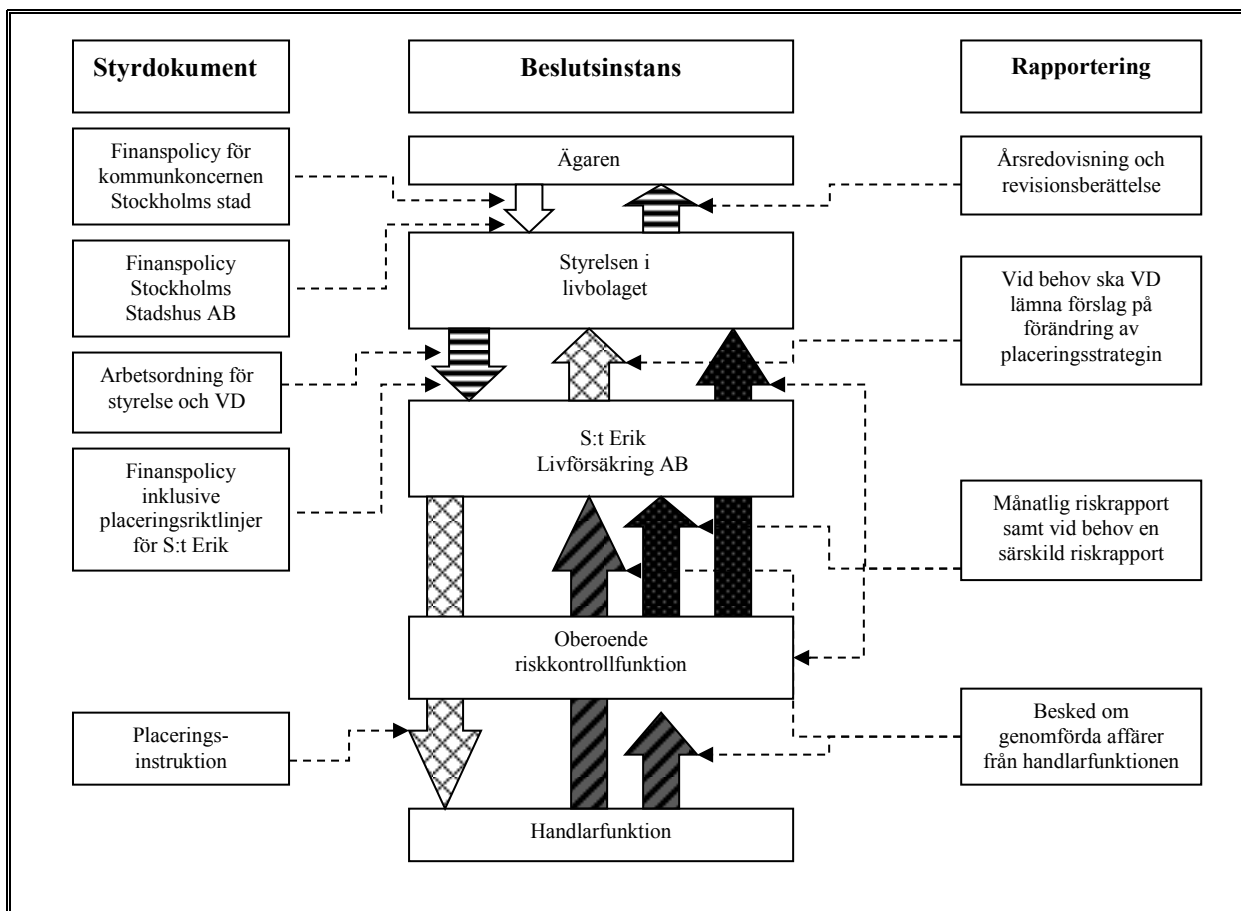 Styrdokument
Beslutsinstans
Rapportering
Finanspolicy för
kommunkoncernen
Stockholms stad
Finanspolicy
Stockholms
Stadshus AB
Arbetsordning för
styrelse och VD
Finanspolicy
inklusive
placeringsriktlinjer
för S:t Erik
Placerings-
instruktion
Ägaren
Styrelsen i
livbolaget
S:t Erik
Livförsäkring AB
Oberoende
riskkontrollfunktion
Handlarfunktion
Årsredovisning och
revisionsberättelse
Vid behov ska VD
lämna förslag på
förändring av
placeringsstrategin
Månatlig riskrapport
samt vid behov en
särskild riskrapport
Besked om
genomförda affärer
från handlarfunktionen